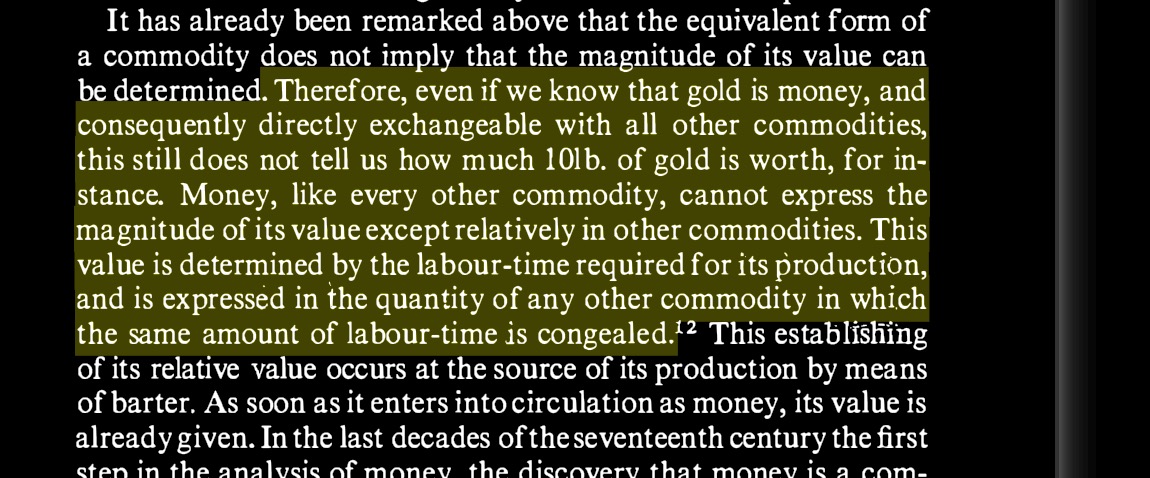 It has already been remarked above that the equivalent form of
a commodity does not imply that the magnitude of its value can
be determined. Therefore, even if we know that gold is money, and
consequently directly exchangeable with all other commodities,
this still does not tell us how much 10lb. of gold is worth, for in-
stance. Money, like every other commodity, cannot express the
magnitude of its value except relatively in other commodities. This
value is determined by the labour-time required for its production,
and is expressed in the quantity of any other commodity in which
the same amount of labour-time is congealed.¹² This establishing
of its relative value occurs at the source of its production by means
of barter. As soon as it enters into circulation as money, its value is
already given. In the last decades of the seventeenth century the first
step in the analysis of money, the discovery that money is a com-